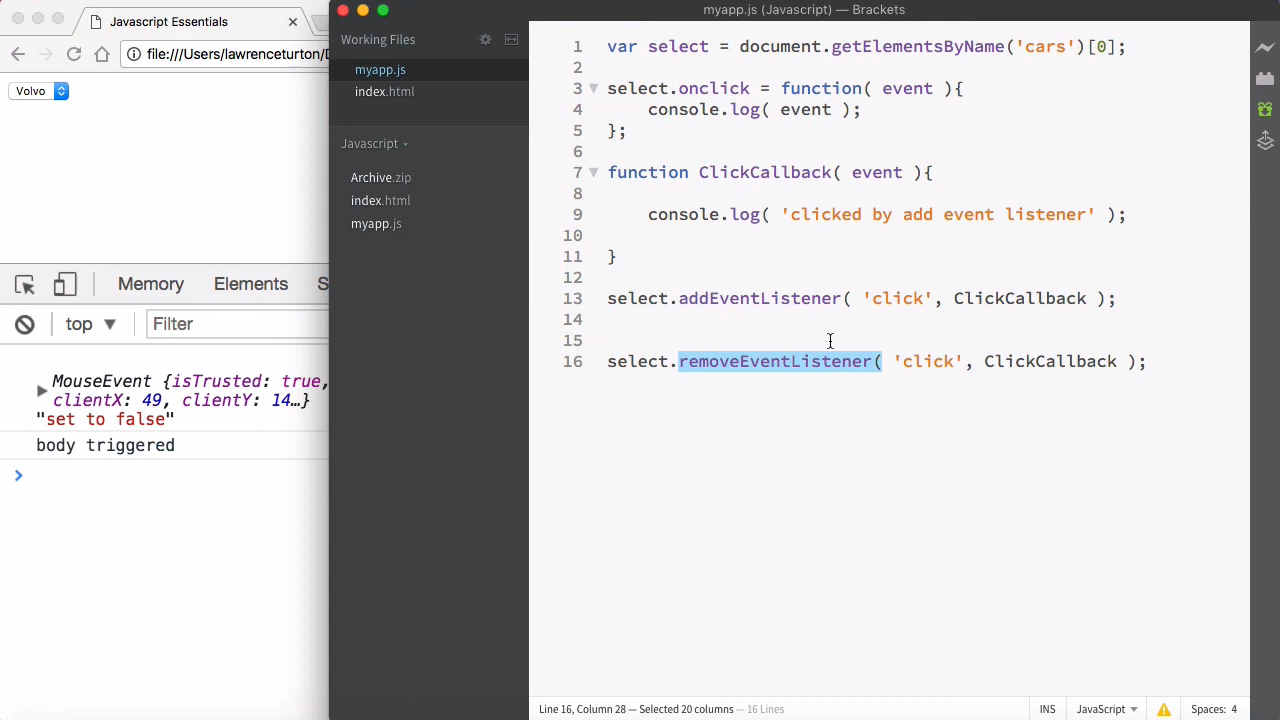 Javascript Essentials
myapp.js (Javascript) — Brackets
file:///Users/lawrenceturton/D
Volvo
Memory
Elements
S
top
Filter
MouseEvent {isTrusted: true,
clientX: 49, clientY: 14…}
"set to false"
body triggered
Working Files
myapp.js
index.html
Javascript
Archive.zip
index.html
myapp.js
1 var select = document.getElementsByName('cars')[0];
2
3 select.onclick = function( event ){
4 console.log( event );
5 };
6
7 function ClickCallback( event ){
8
9 console.log( 'clicked by add event listener' );
10
11 }
12
13 select.addEventListener( 'click', ClickCallback );
14
15
16 select.removeEventListener( 'click', ClickCallback );
Line 16, Column 28 — Selected 20 columns — 16 Lines
INS
JavaScript
Spaces: 4